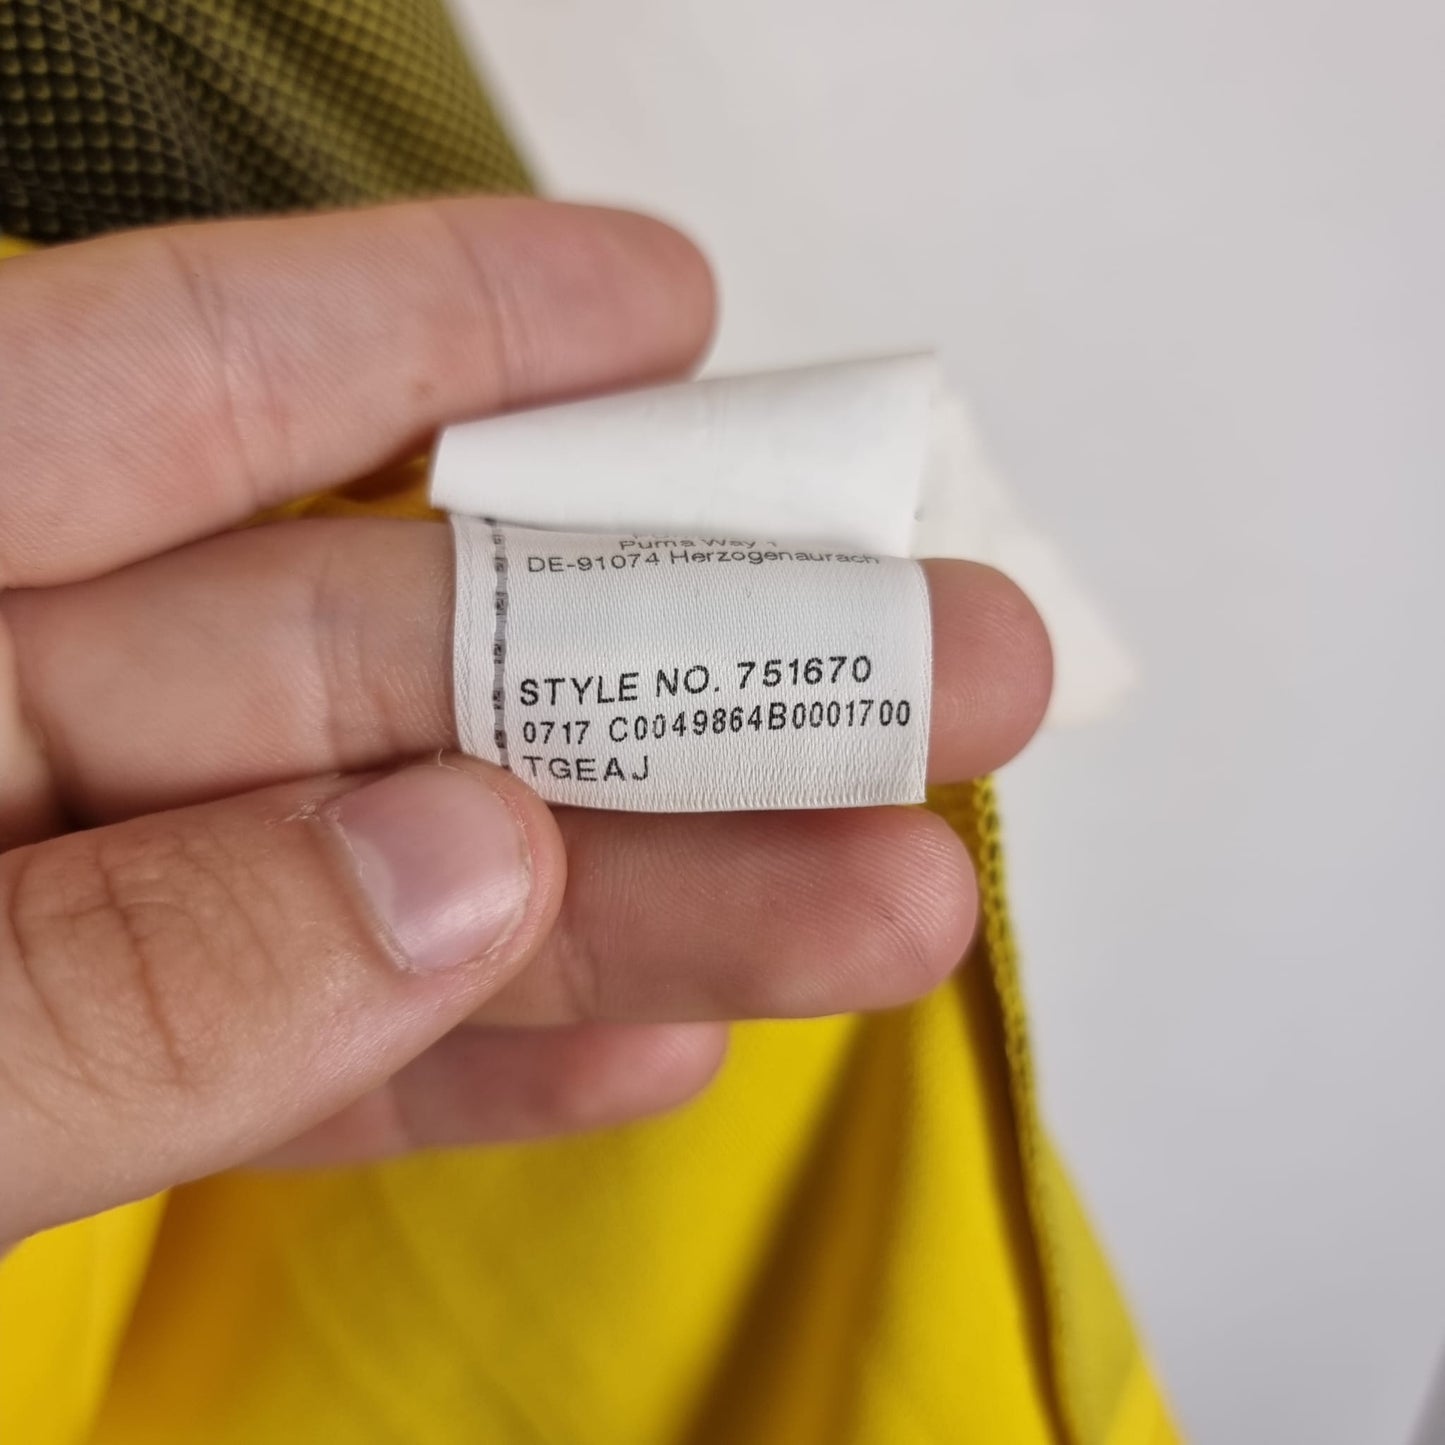 Puma Way 1
DE-91074 Herzogenaurach
STYLE NO. 751670
0717 C0049864B0001700
TGEAJ